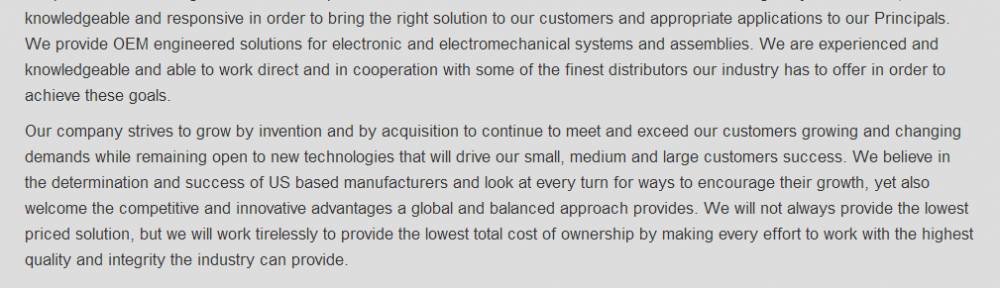 knowledgeable and responsive in order to bring the right solution to our customers and appropriate applications to our Principals.
We provide OEM engineered solutions for electronic and electromechanical systems and assemblies. We are experienced and
knowledgeable and able to work direct and in cooperation with some of the finest distributors our industry has to offer in order to
achieve these goals.
Our company strives to grow by invention and by acquisition to continue to meet and exceed our customers growing and changing
demands while remaining open to new technologies that will drive our small, medium and large customers success. We believe in
the determination and success of US based manufacturers and look at every turn for ways to encourage their growth, yet also
welcome the competitive and innovative advantages a global and balanced approach provides. We will not always provide the lowest
priced solution, but we will work tirelessly to provide the lowest total cost of ownership by making every effort to work with the highest
quality and integrity the industry can provide.